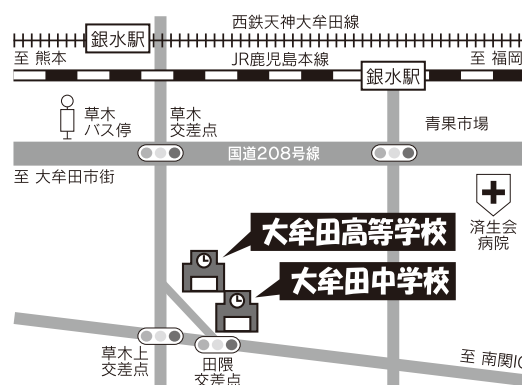 西鉄天神大牟田線
銀水駅
至 熊本
JR鹿児島本線
至 福岡
銀水駅
草木
バス停
草木
交差点
青果市場
国道208号線
至 大牟田市街
済生会
病院
大牟田高等学校
大牟田中学校
草木上
交差点
田隈
交差点
至 南関IC